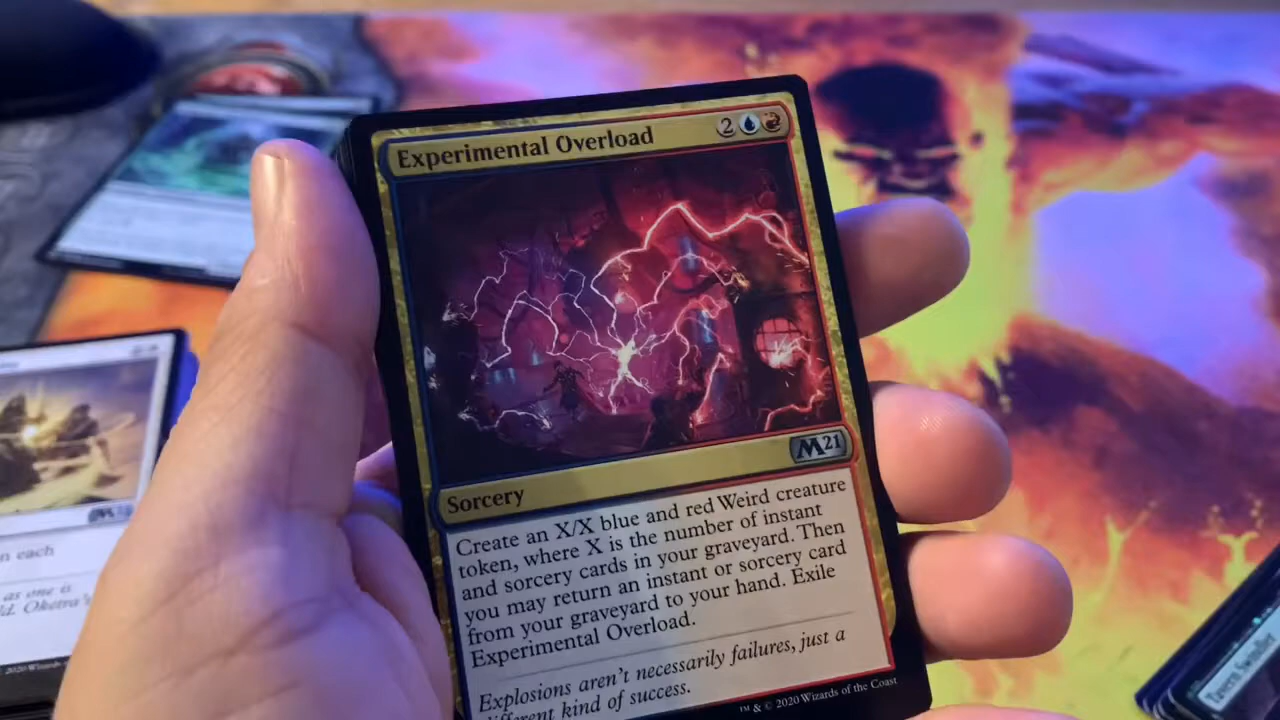 Experimental Overload
2
M21
Sorcery
Create an X/X blue and red Weird creature
token, where X is the number of instant
and sorcery cards in your graveyard. Then
you may return an instant or sorcery card
from your graveyard to your hand. Exile
Experimental Overload.
Explosions aren't necessarily failures, just a
different kind of success.
™ & © 2020 Wizards of the Coast
each
as one is
Oketra's
2020 Wizards
Tavern Swindler